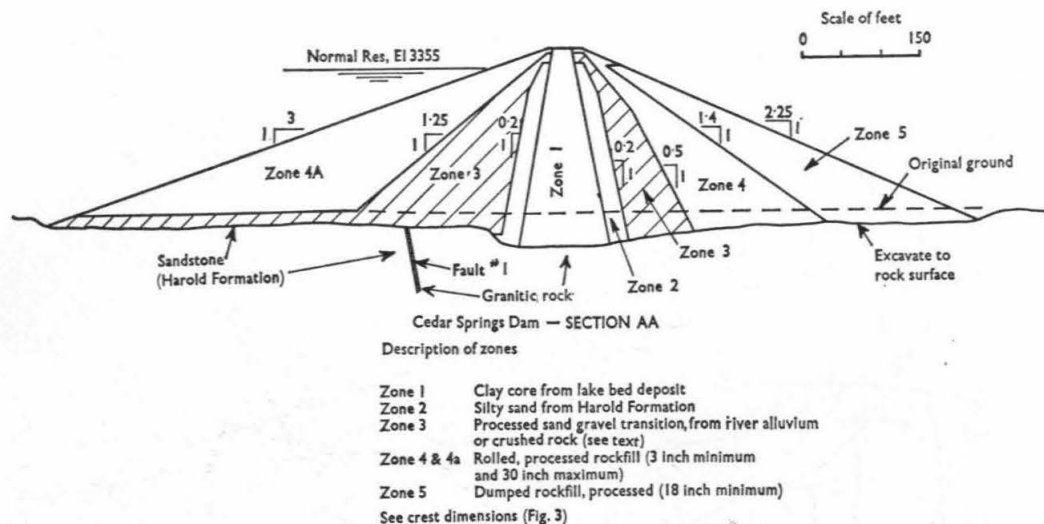 Scale of feet
0 150
Normal Res, El 3355
3
1
1·25
1
0·2
1
0·2
1
0·5
1
1·4
1
2·25
1
Zone 5
Original ground
Zone 4A
Zone·3
Zone 1
Zone 4
Sandstone
(Harold Formation)
Fault #1
Granitic rock
Zone 2
Zone 3
Excavate to
rock surface
Cedar Springs Dam — SECTION AA
Description of zones
Zone 1 Clay core from lake bed deposit
Zone 2 Silty sand from Harold Formation
Zone 3 Processed sand gravel transition, from river alluvium
or crushed rock (see text)
Zone 4 & 4a Rolled, processed rockfill (3 inch minimum
and 30 inch maximum)
Zone 5 Dumped rockfill, processed (18 inch minimum)
See crest dimensions (Fig. 3)